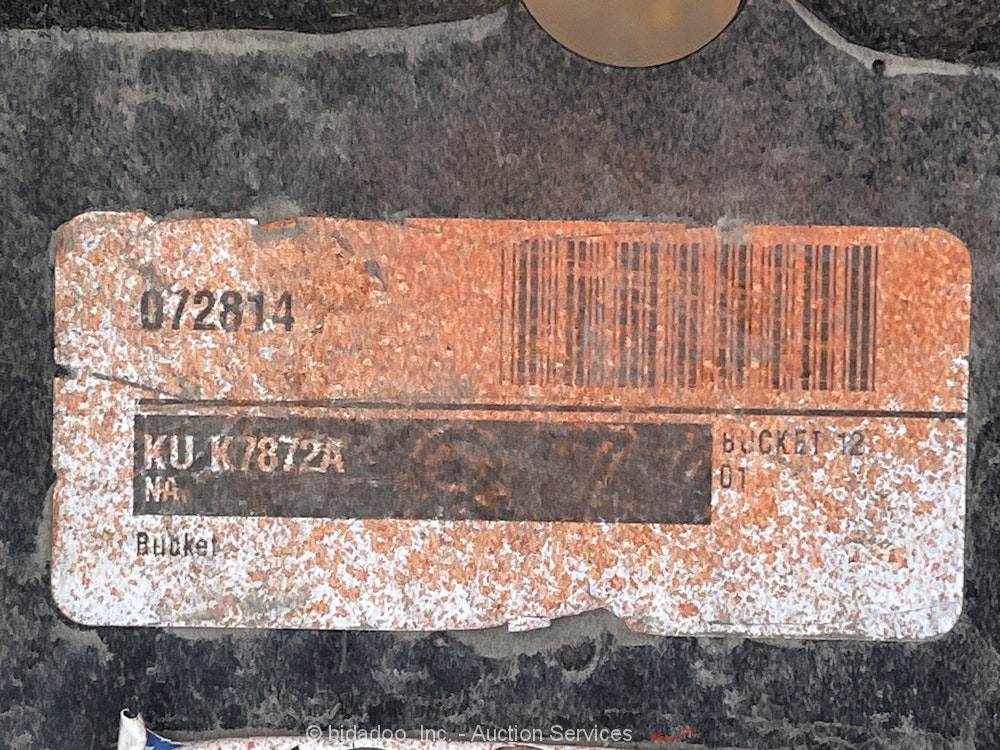 072814
KU K7872A
NA
BUCKET 12
01
Bucket
© bidadoo, Inc. - Auction Services